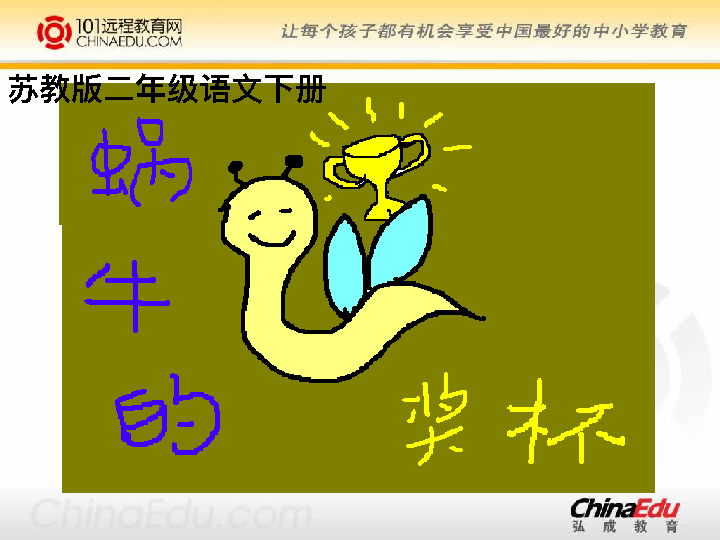 101远程教育网
CHINAEDU.COM
让每个孩子都有机会享受中国最好的中小学教育
苏教版二年级语文下册
蜗
牛
的
奖杯
ChinaEdu.com
ChinaEdu
弘成教育